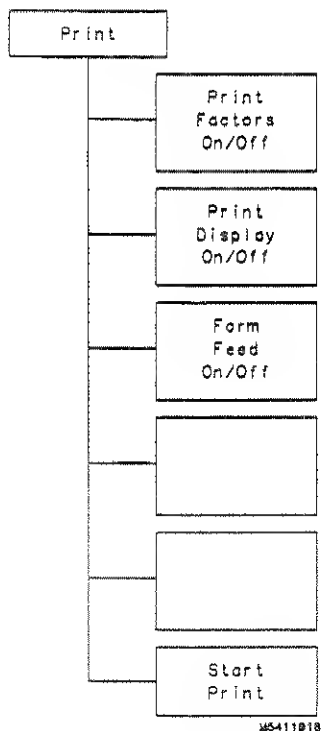 Print
Print
Factors
On/Off
Print
Display
On/Off
Form
Feed
On/Off
Start
Print
M5411018